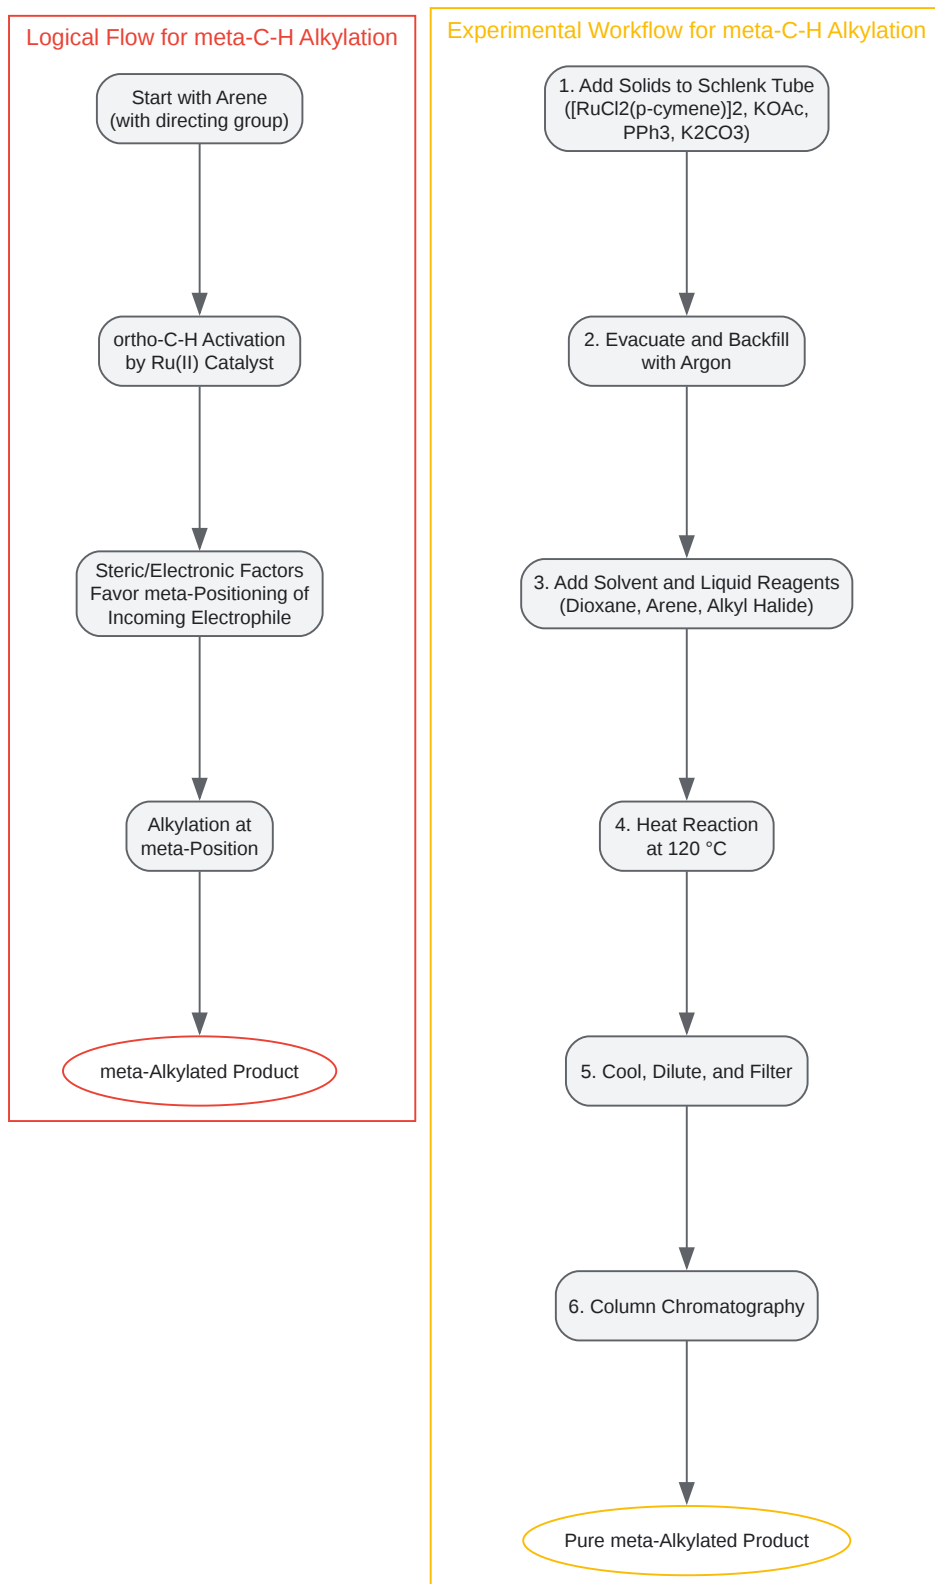 Logical Flow for meta-C-H Alkylation
Start with Arene
(with directing group)
ortho-C-H Activation
by Ru(II) Catalyst
Steric/Electronic Factors
Favor meta-Positioning of
Incoming Electrophile
Alkylation at
meta-Position
meta-Alkylated Product
Experimental Workflow for meta-C-H Alkylation
1. Add Solids to Schlenk Tube
([RuCl2(p-cymene)]2, KOAc,
PPh3, K2CO3)
2. Evacuate and Backfill
with Argon
3. Add Solvent and Liquid Reagents
(Dioxane, Arene, Alkyl Halide)
4. Heat Reaction
at 120 °C
5. Cool, Dilute, and Filter
6. Column Chromatography
Pure meta-Alkylated Product